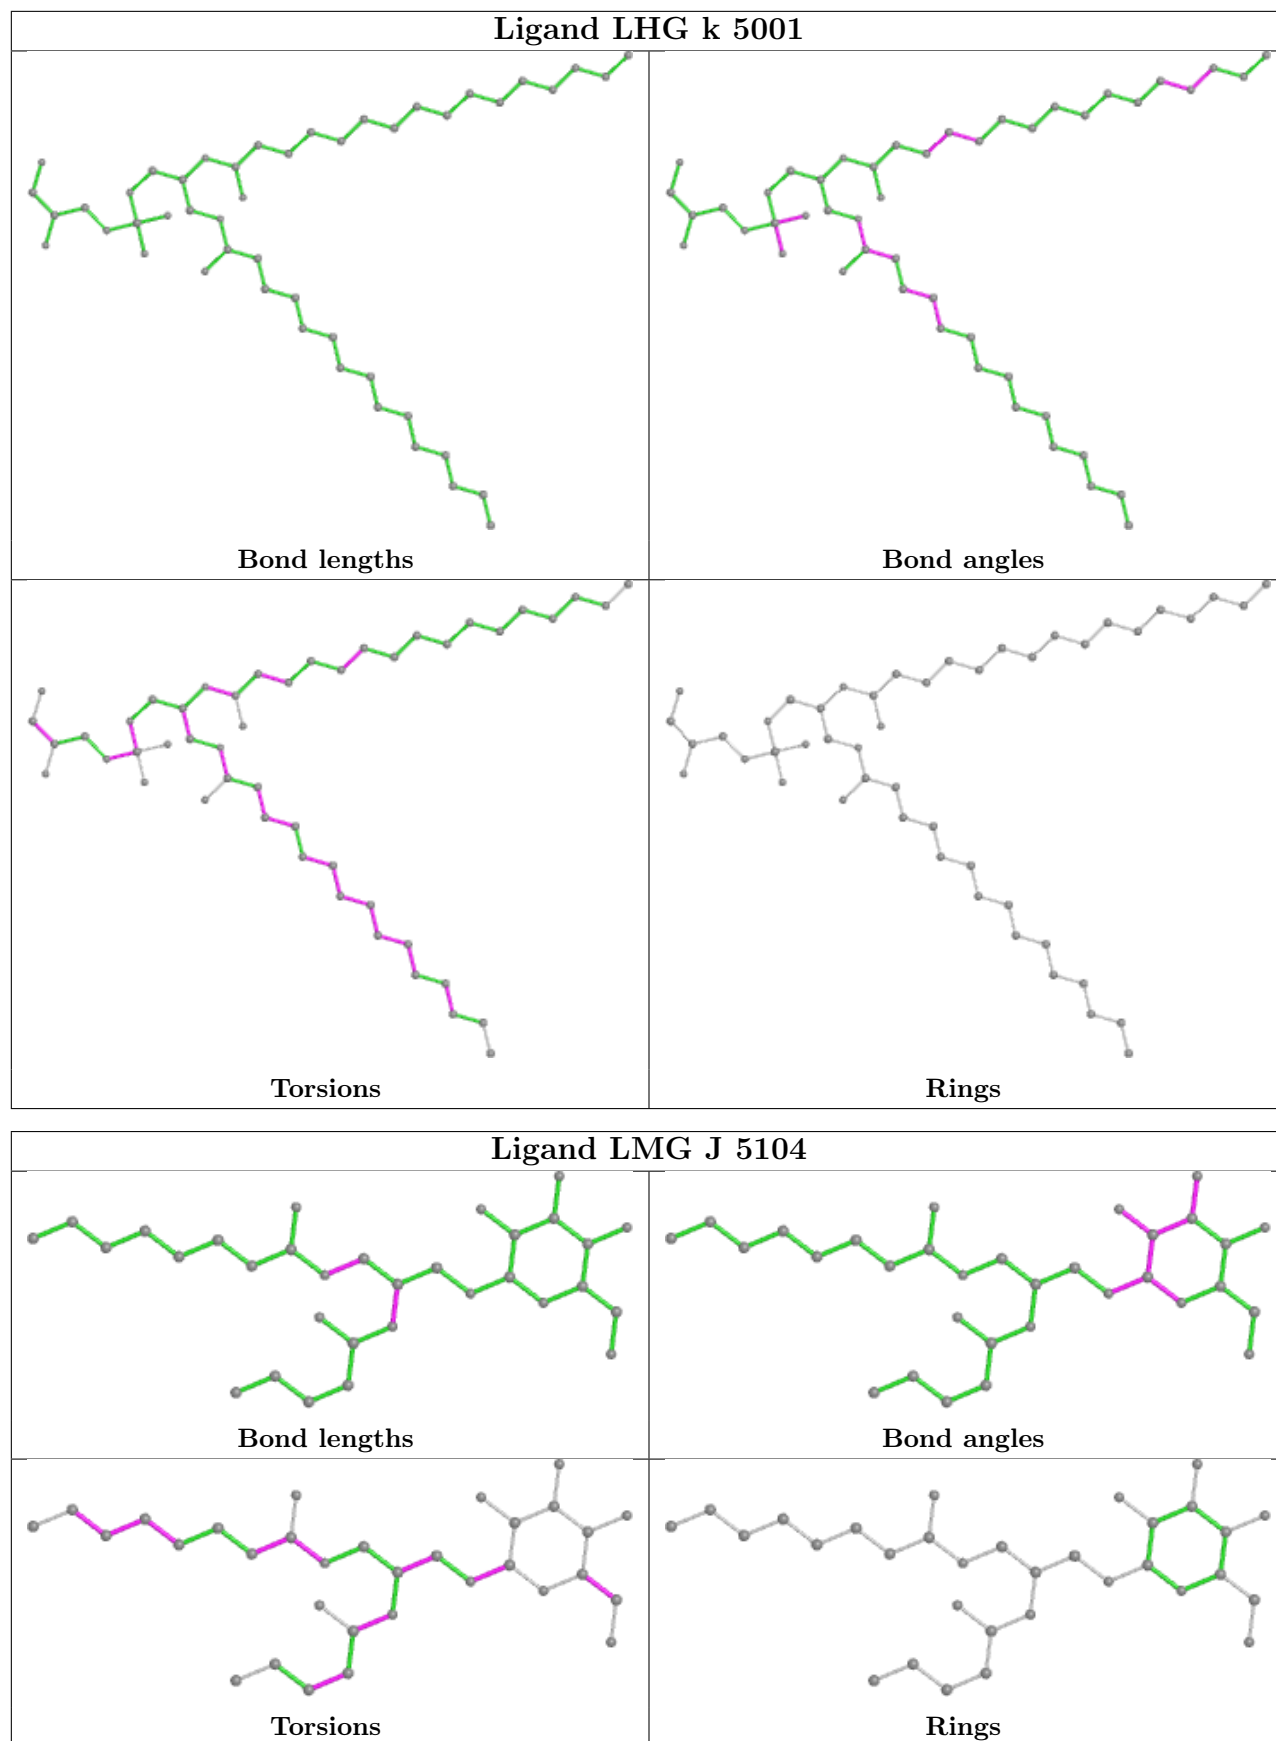 Ligand LHG k 5001
Bond lengths
Bond angles
Torsions
Rings
Ligand LMG J 5104
Bond lengths
Bond angles
Torsions
Rings